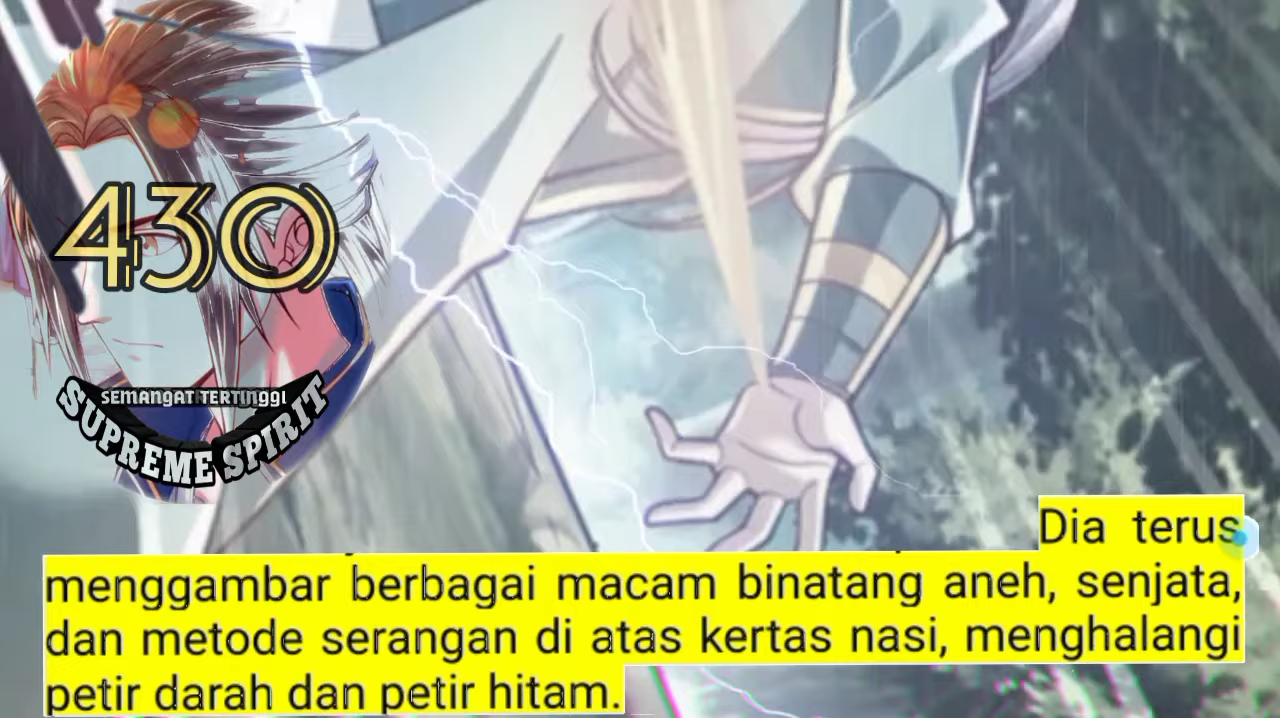 430
SEMANGAT TERTINGGI
SUPREME SPIRIT
Dia terus
menggambar berbagai macam binatang aneh, senjata,
dan metode serangan di atas kertas nasi, menghalangi
petir darah dan petir hitam.